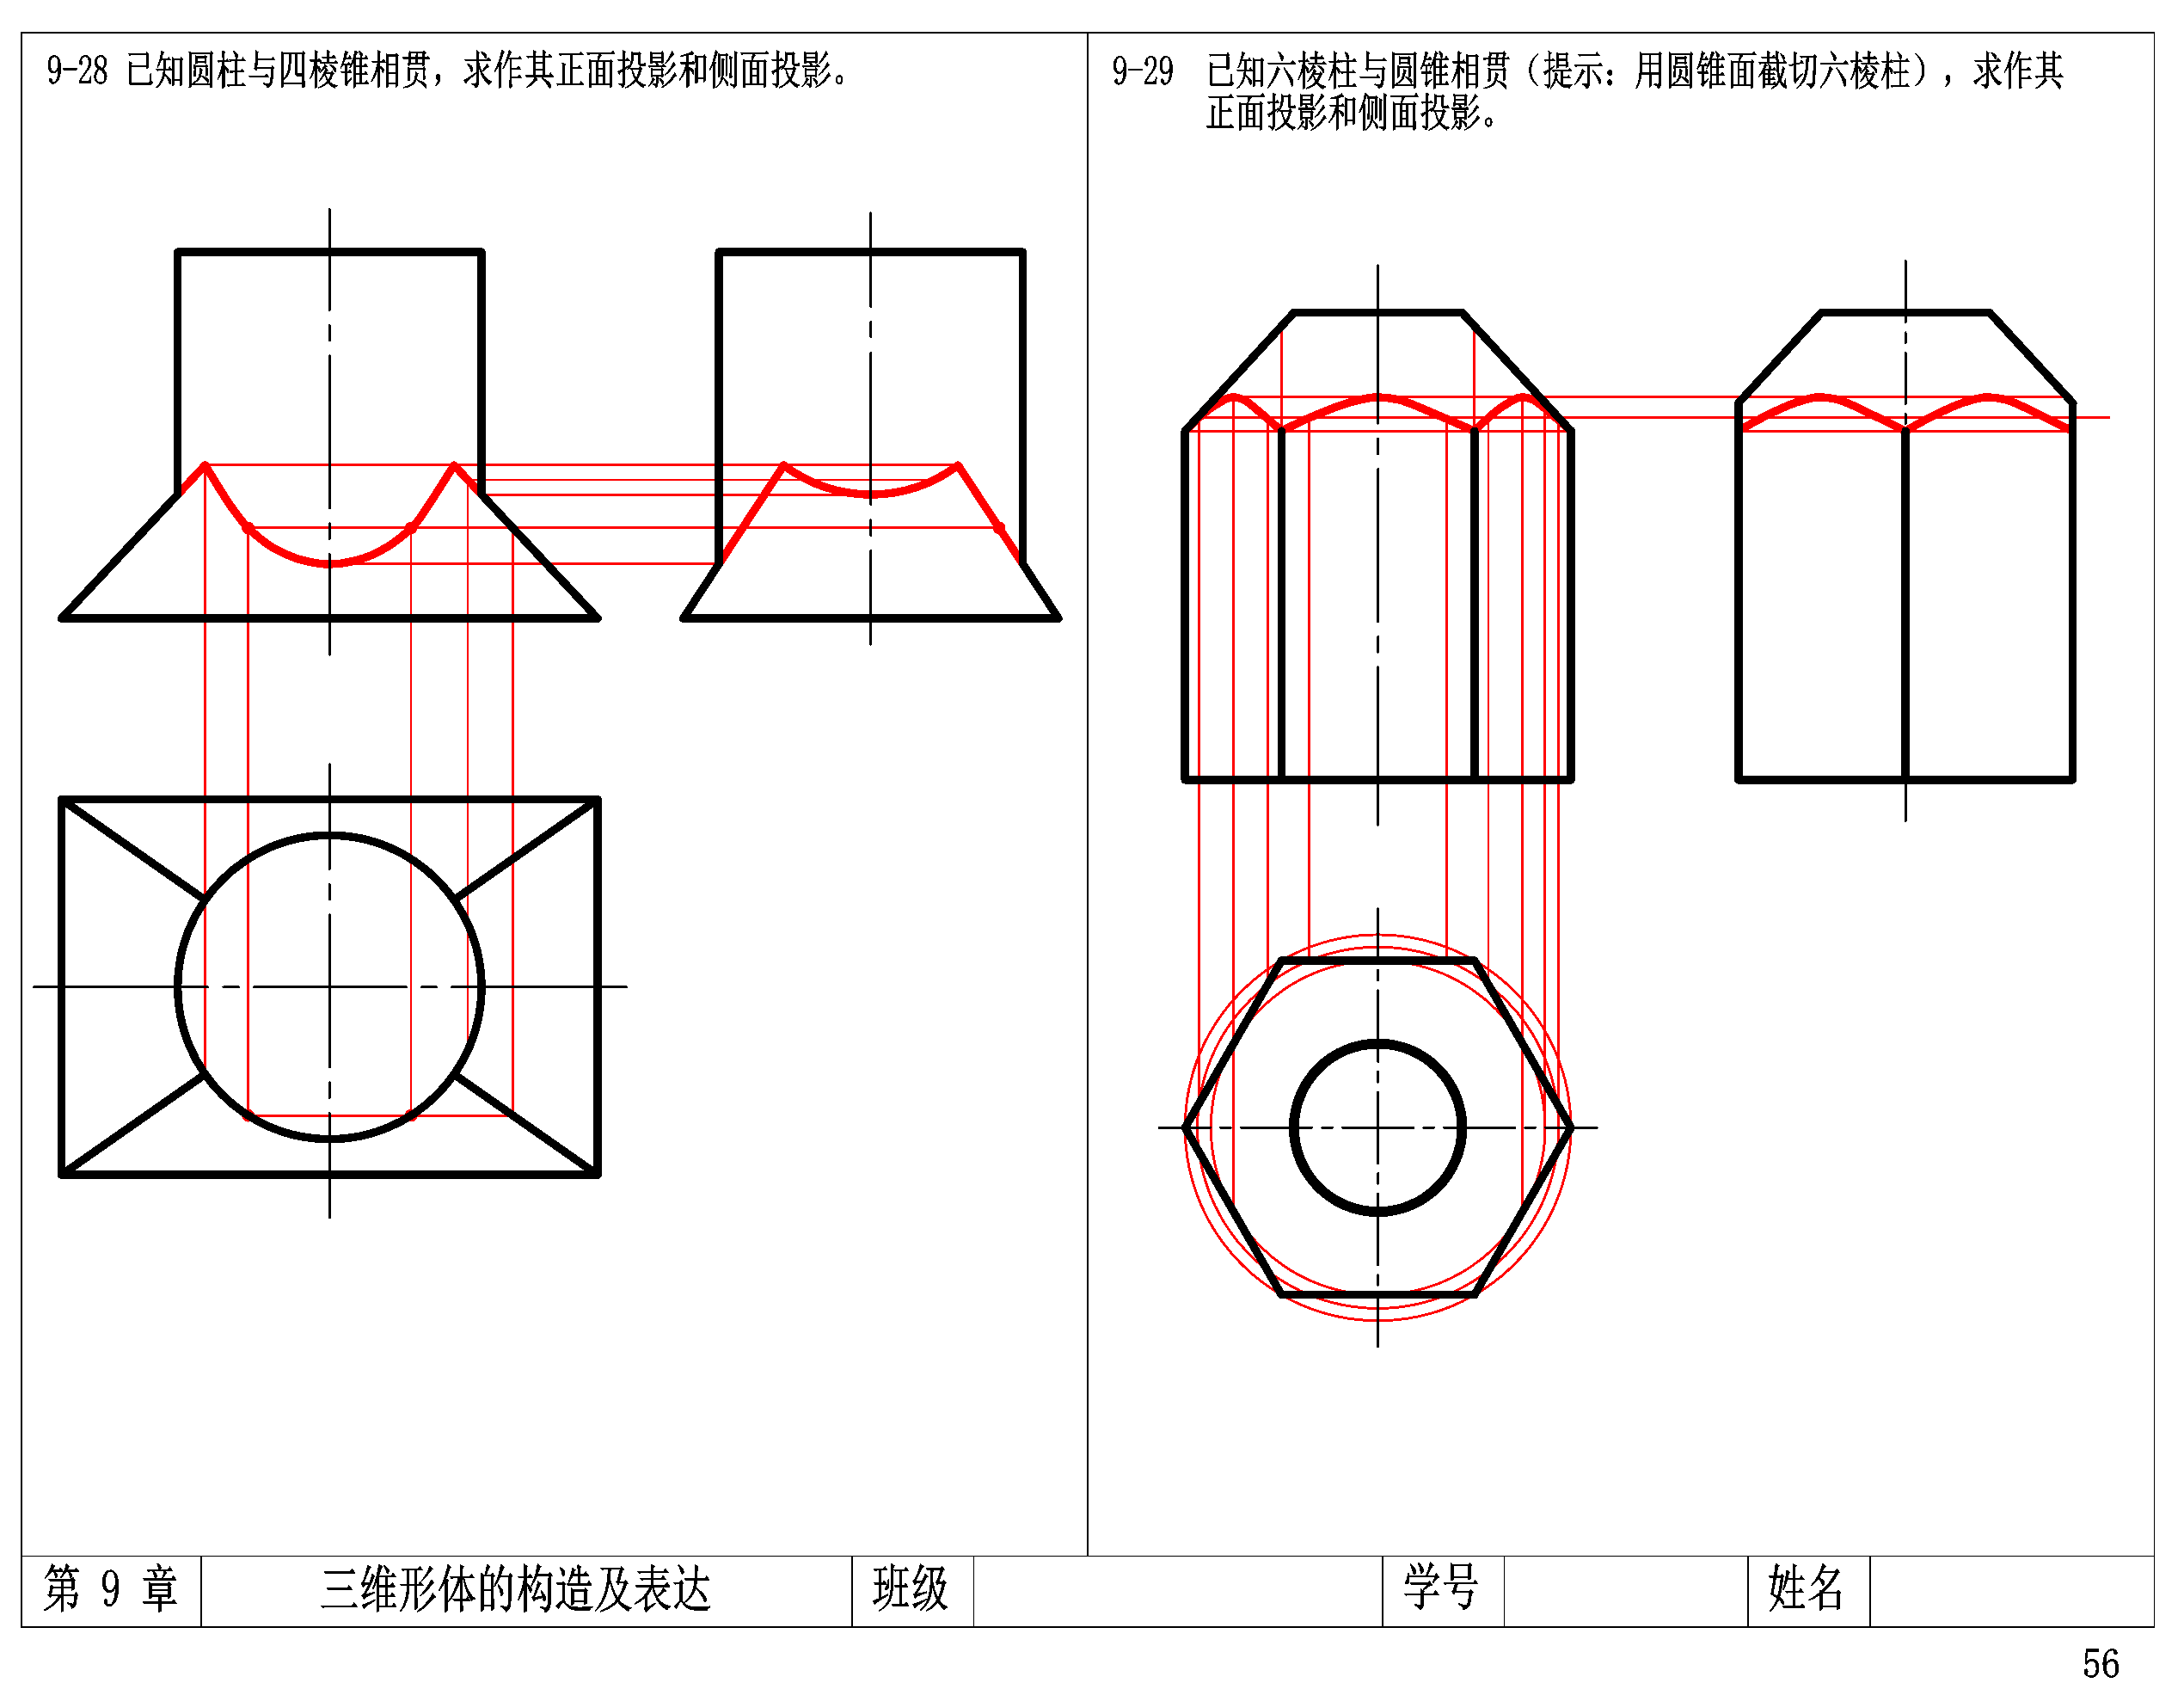 9-28 已知圆柱与四棱锥相贯，求作其正面投影和侧面投影。
9-29 已知六棱柱与圆锥相贯（提示：用圆锥面截切六棱柱），求作其
正面投影和侧面投影。
第 9 章 三维形体的构造及表达 班级 学号 姓名
56